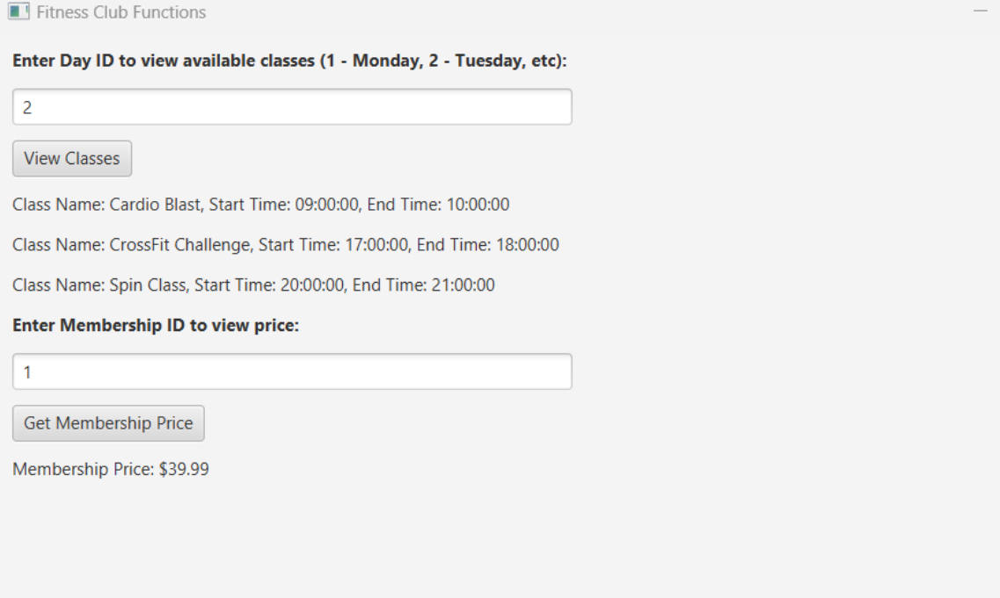 Fitness Club Functions
Enter Day ID to view available classes (1 - Monday, 2 - Tuesday, etc):
2
View Classes
Class Name: Cardio Blast, Start Time: 09:00:00, End Time: 10:00:00
Class Name: CrossFit Challenge, Start Time: 17:00:00, End Time: 18:00:00
Class Name: Spin Class, Start Time: 20:00:00, End Time: 21:00:00
Enter Membership ID to view price:
1
Get Membership Price
Membership Price: $39.99